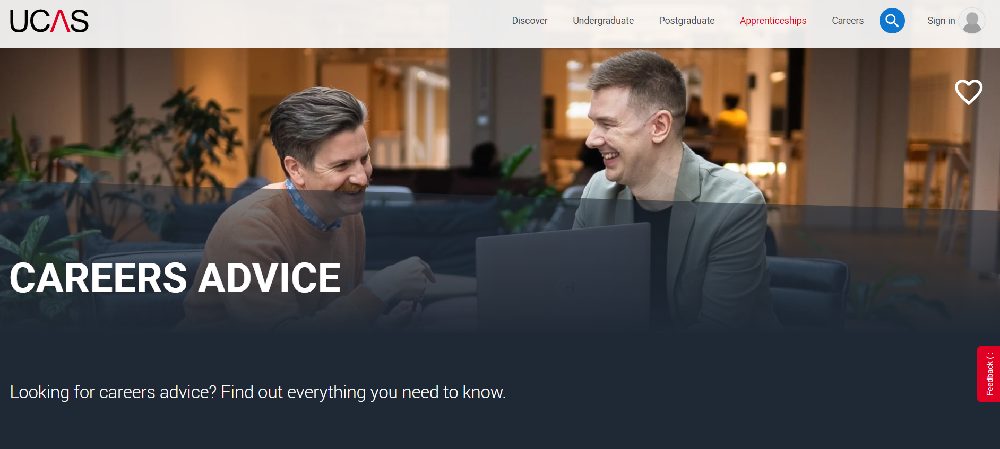 UCAS
Discover
Undergraduate
Postgraduate
Apprenticeships
Careers
Sign in
CAREERS ADVICE
Looking for careers advice? Find out everything you need to know.
Feedback ( :